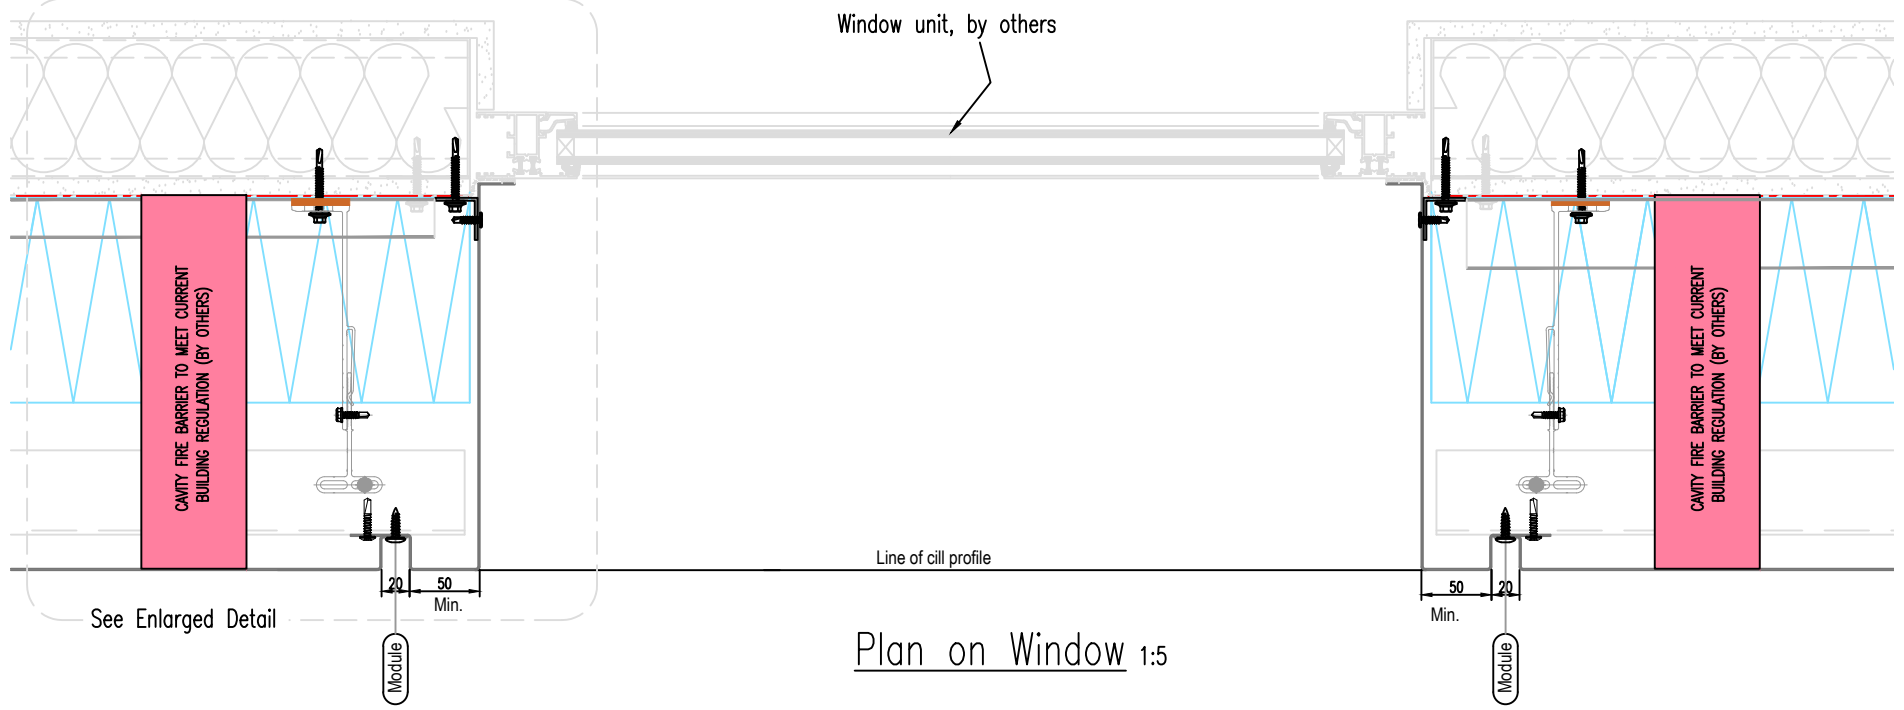 Window unit, by others
CAVITY FIRE BARRIER TO MEET CURRENT
BUILDING REGULATION (BY OTHERS)
CAVITY FIRE BARRIER TO MEET CURRENT
BUILDING REGULATION (BY OTHERS)
Line of cill profile
20
50
Min.
50
20
Min.
See Enlarged Detail
Module
Plan on Window 1:5
Module